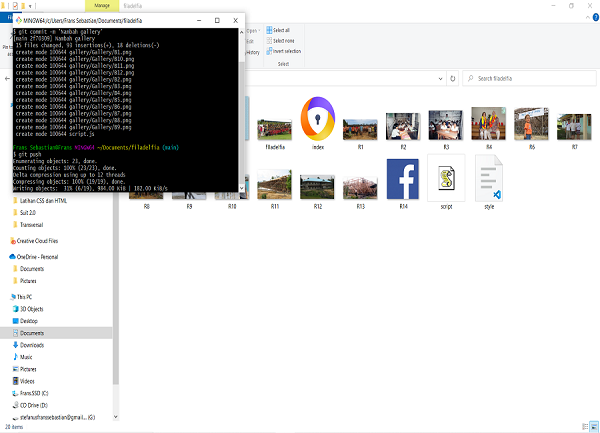 MINGW64:/c/Users/Frans Sebastian/Documents/filadelfia
$ git commit -m 'Nambah gallery'
[main 2f70309] Nambah gallery
15 files changed, 93 insertions(+), 18 deletions(-)
create mode 100644 gallery/Gallery/B1.png
create mode 100644 gallery/Gallery/B10.png
create mode 100644 gallery/Gallery/B11.png
create mode 100644 gallery/Gallery/B12.png
create mode 100644 gallery/Gallery/B2.png
create mode 100644 gallery/Gallery/B3.png
create mode 100644 gallery/Gallery/B4.png
create mode 100644 gallery/Gallery/B5.png
create mode 100644 gallery/Gallery/B6.png
create mode 100644 gallery/Gallery/B7.png
create mode 100644 gallery/Gallery/B8.png
create mode 100644 gallery/Gallery/B9.png
create mode 100644 script.js
Frans Sebastian@Frans MINGW64 ~/Documents/filadelfia (main)
$ git push
Enumerating objects: 23, done.
Counting objects: 100% (23/23), done.
Delta compression using up to 12 threads
Compressing objects: 100% (19/19), done.
Writing objects: 31% (6/19), 984.00 KiB | 182.00 KiB/s
Manage
filadelfia
File
Open
Edit
History
Select all
Select none
Invert selection
Select
Search filadelfia
filadelfia
index
R1
R2
R3
R4
R6
R7
R8
R9
R10
R11
R12
R13
R14
script
style
Latihan CSS dan HTML
Suit 2.0
Transversal
Creative Cloud Files
OneDrive - Personal
Documents
Pictures
This PC
3D Objects
Desktop
Documents
Downloads
Music
Pictures
Videos
Frans.SSD (C:)
CD Drive (D:)
stefanusfranssebastian@gmail... (G:)
20 items